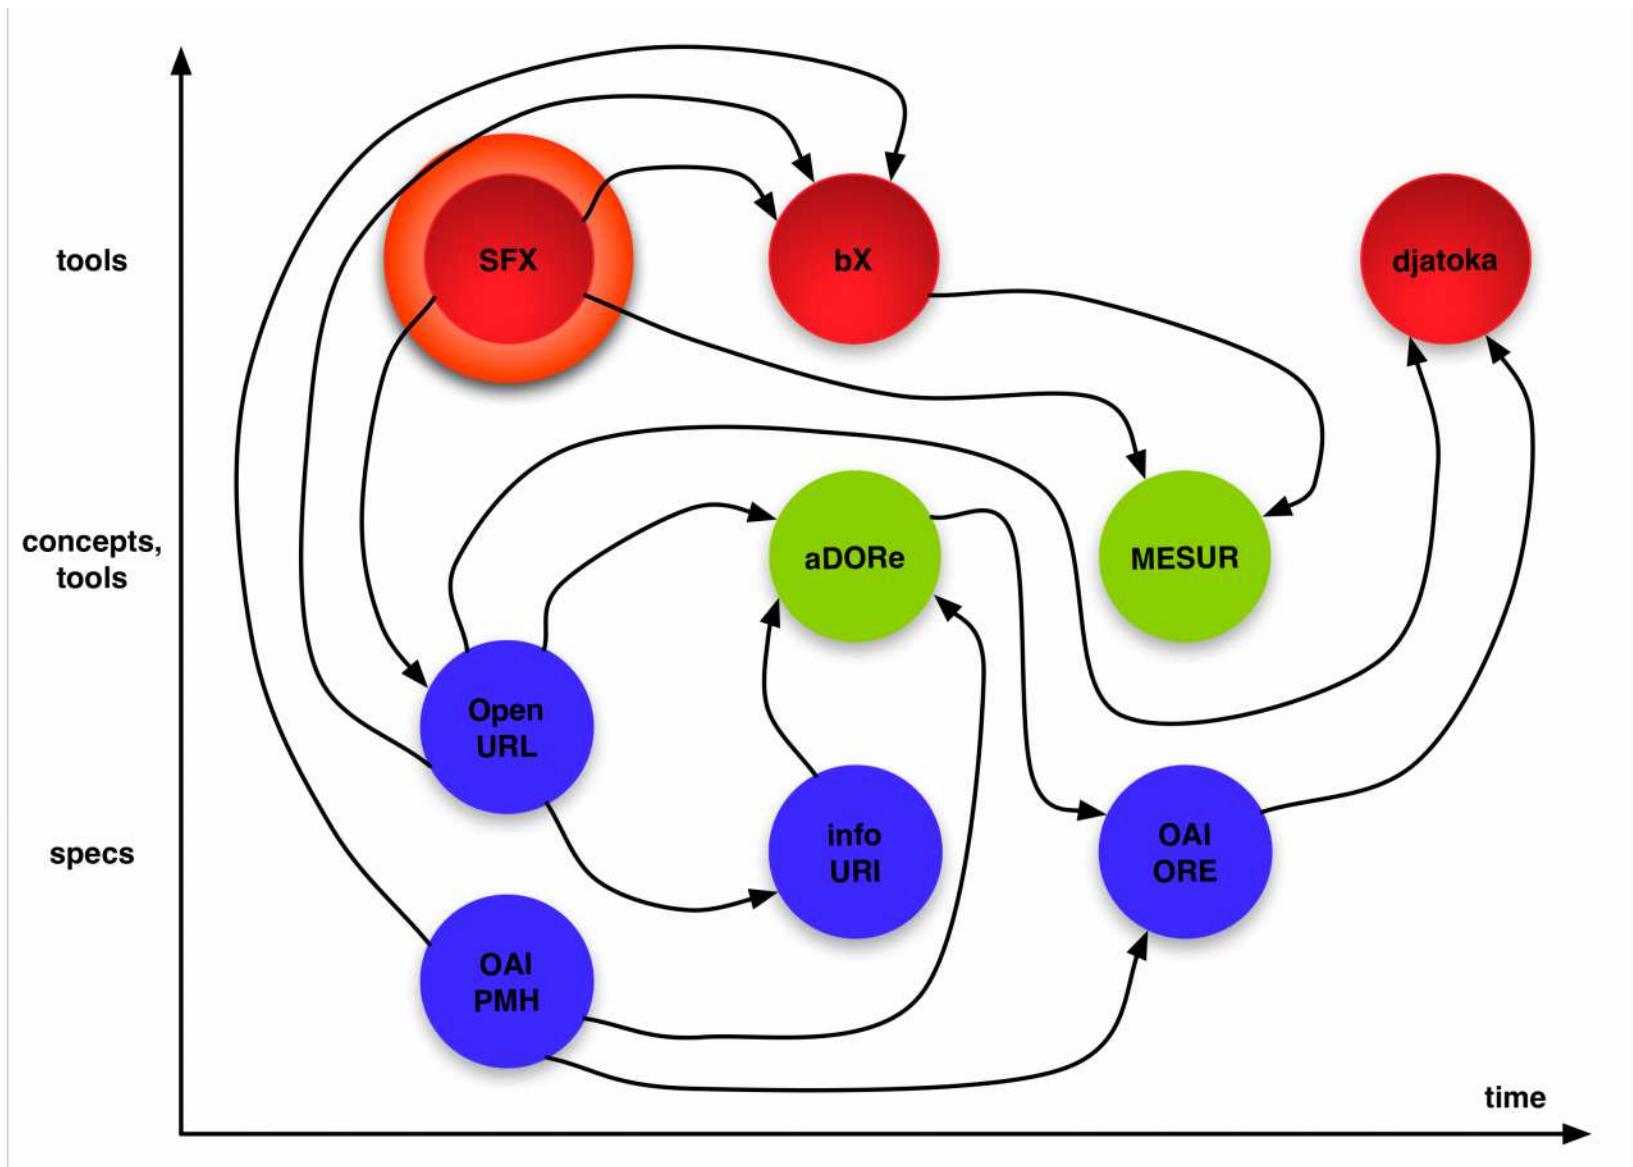 tools
SFX
bX
djatoka
concepts,
tools
aDORe
MESUR
Open
URL
specs
info
URI
OAI
ORE
OAI
PMH
time